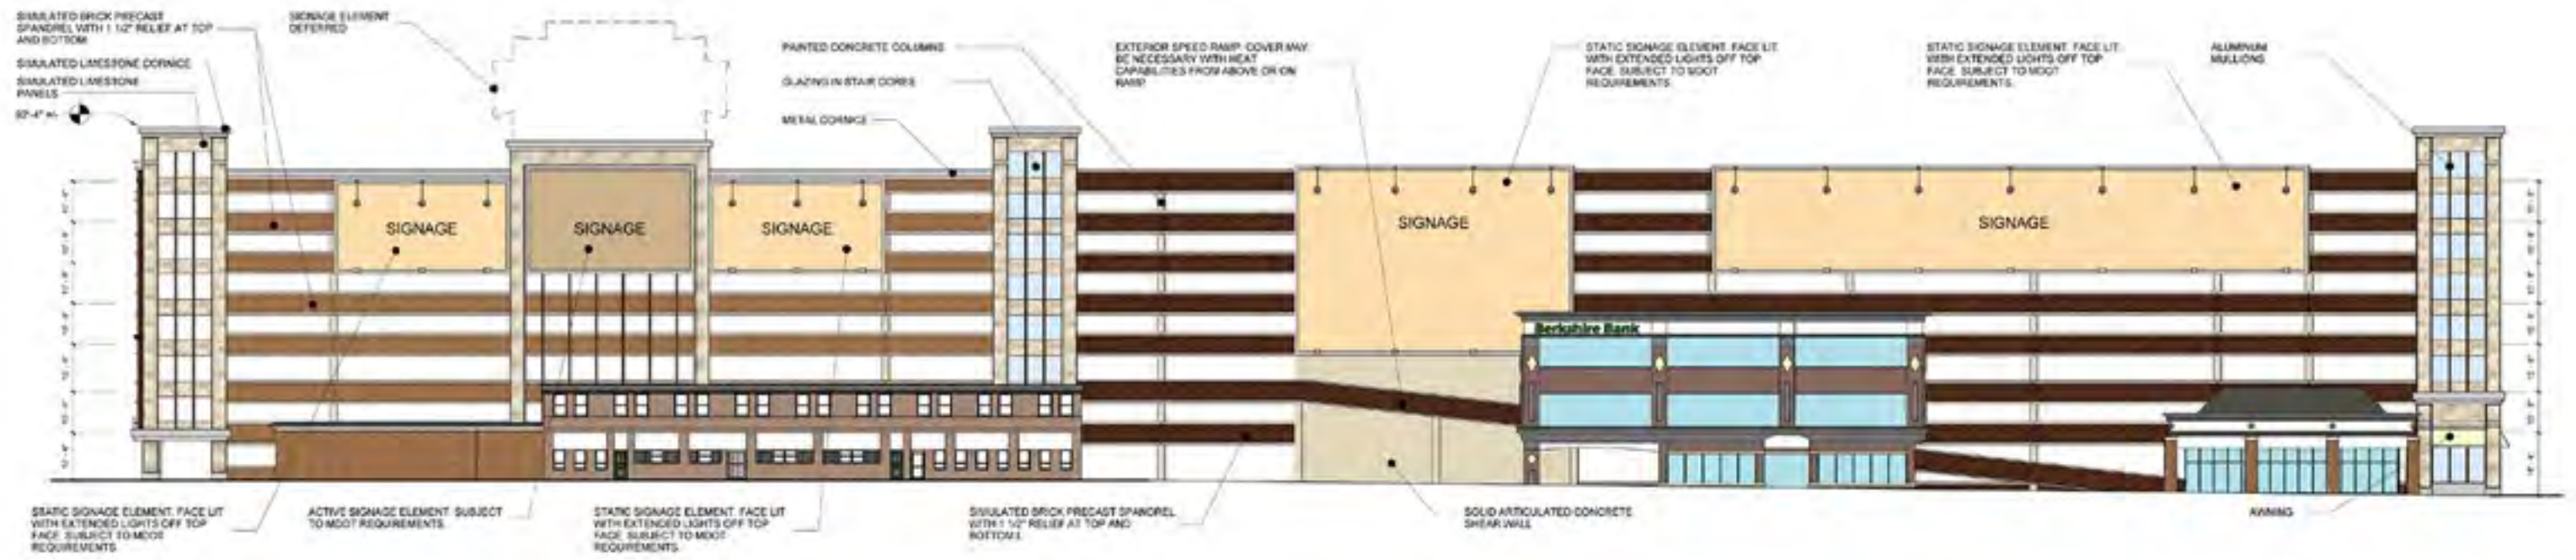 SIMULATED BRICK PRECAST
SPANDREL WITH 1 1/2" RELIEF AT TOP
AND BOTTOM
SIMULATED LIMESTONE CORNICE
SIMULATED LIMESTONE
PANELS
SIGNAGE ELEMENT
DEFERRED
PAINTED CONCRETE COLUMNS
GLAZING IN STAIR CORES
METAL CORNICE
EXTERIOR SPEED RAMP. COVER MAY
BE NECESSARY WITH HEAT
CAPABILITIES FROM ABOVE OR ON
RAMP
STATIC SIGNAGE ELEMENT. FACE LIT
WITH EXTENDED LIGHTS OFF TOP
FACE. SUBJECT TO MDOT
REQUIREMENTS.
STATIC SIGNAGE ELEMENT. FACE LIT
WITH EXTENDED LIGHTS OFF TOP
FACE. SUBJECT TO MDOT
REQUIREMENTS.
ALUMINUM
MULLIONS
SIGNAGE
SIGNAGE
SIGNAGE
SIGNAGE
SIGNAGE
Berkshire Bank
STATIC SIGNAGE ELEMENT. FACE LIT
WITH EXTENDED LIGHTS OFF TOP
FACE. SUBJECT TO MDOT
REQUIREMENTS
ACTIVE SIGNAGE ELEMENT. SUBJECT
TO MDOT REQUIREMENTS.
STATIC SIGNAGE ELEMENT. FACE LIT
WITH EXTENDED LIGHTS OFF TOP
FACE. SUBJECT TO MDOT
REQUIREMENTS.
SIMULATED BRICK PRECAST SPANDREL
WITH 1 1/2" RELIEF AT TOP AND
BOTTOM
SOLID ARTICULATED CONCRETE
SHEAR WALL
AWNING